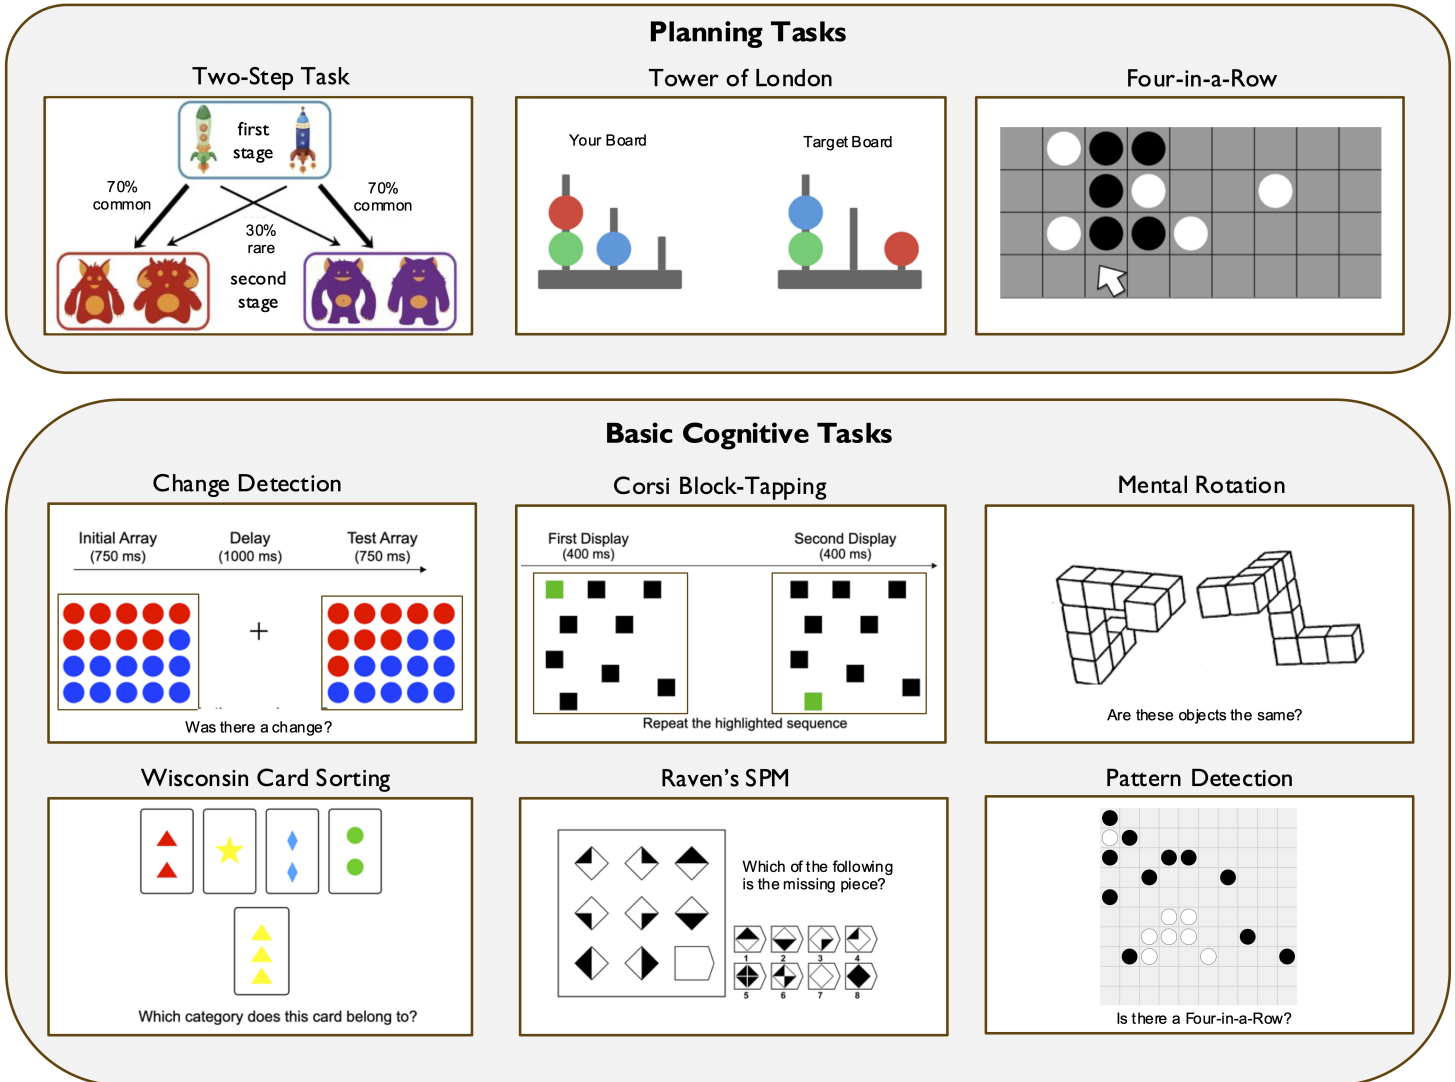 Planning Tasks
Two-Step Task
first
stage
70%
common
70%
common
30%
rare
second
stage
Tower of London
Your Board
Target Board
Four-in-a-Row
Basic Cognitive Tasks
Change Detection
Initial Array
(750 ms)
Delay
(1000 ms)
Test Array
(750 ms)
Was there a change?
Corsi Block-Tapping
First Display
(400 ms)
Second Display
(400 ms)
Repeat the highlighted sequence
Mental Rotation
Are these objects the same?
Wisconsin Card Sorting
Which category does this card belong to?
Raven's SPM
Which of the following
is the missing piece?
1 2 3 4
5 6 7 8
Pattern Detection
Is there a Four-in-a-Row?